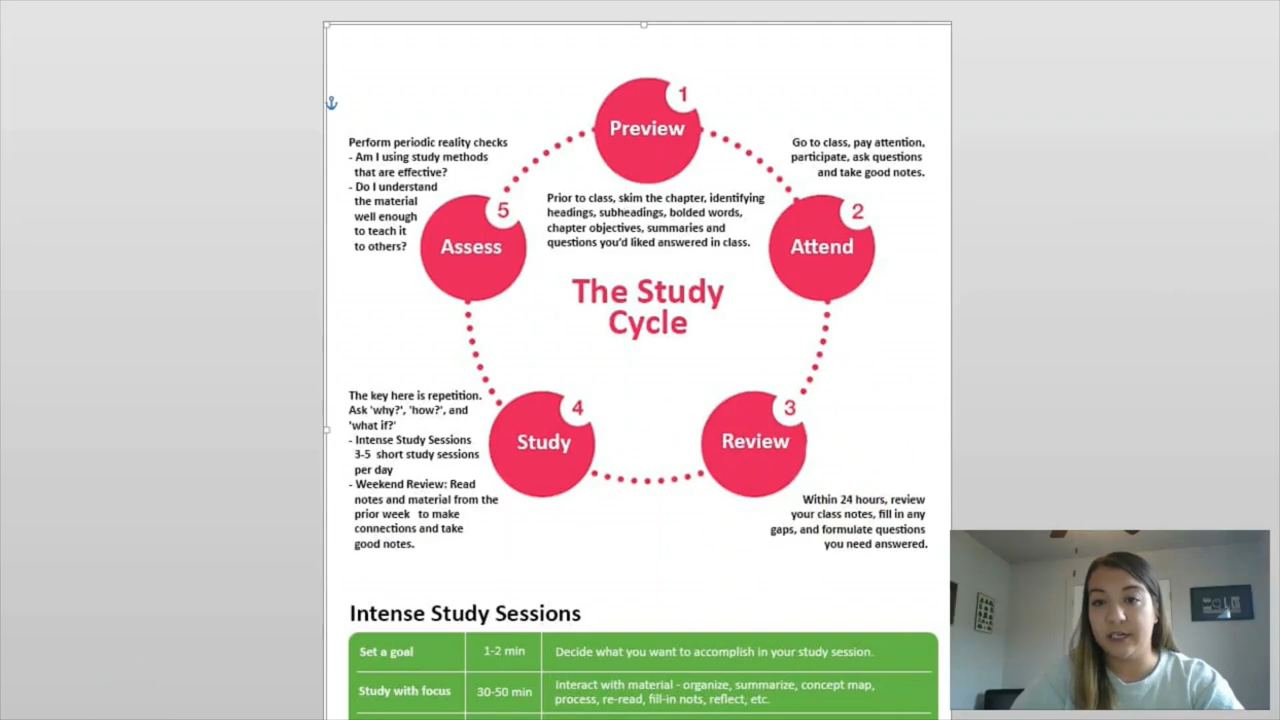 1
Preview
Perform periodic reality checks
- Am I using study methods
that are effective?
- Do I understand
the material
well enough
to teach it
to others?
Go to class, pay attention,
participate, ask questions
and take good notes.
Prior to class, skim the chapter, identifying
headings, subheadings, bolded words,
chapter objectives, summaries and
questions you'd liked answered in class.
5
Assess
2
Attend
The Study
Cycle
The key here is repetition.
Ask 'why?', 'how?', and
'what if?'
- Intense Study Sessions
3-5 short study sessions
per day
- Weekend Review: Read
notes and material from the
prior week to make
connections and take
good notes.
4
Study
3
Review
Within 24 hours, review
your class notes, fill in any
gaps, and formulate questions
you need answered.
Intense Study Sessions
Set a goal 1-2 min Decide what you want to accomplish in your study session.
Study with focus 30-50 min Interact with material - organize, summarize, concept map,
process, re-read, fill-in nots, reflect, etc.